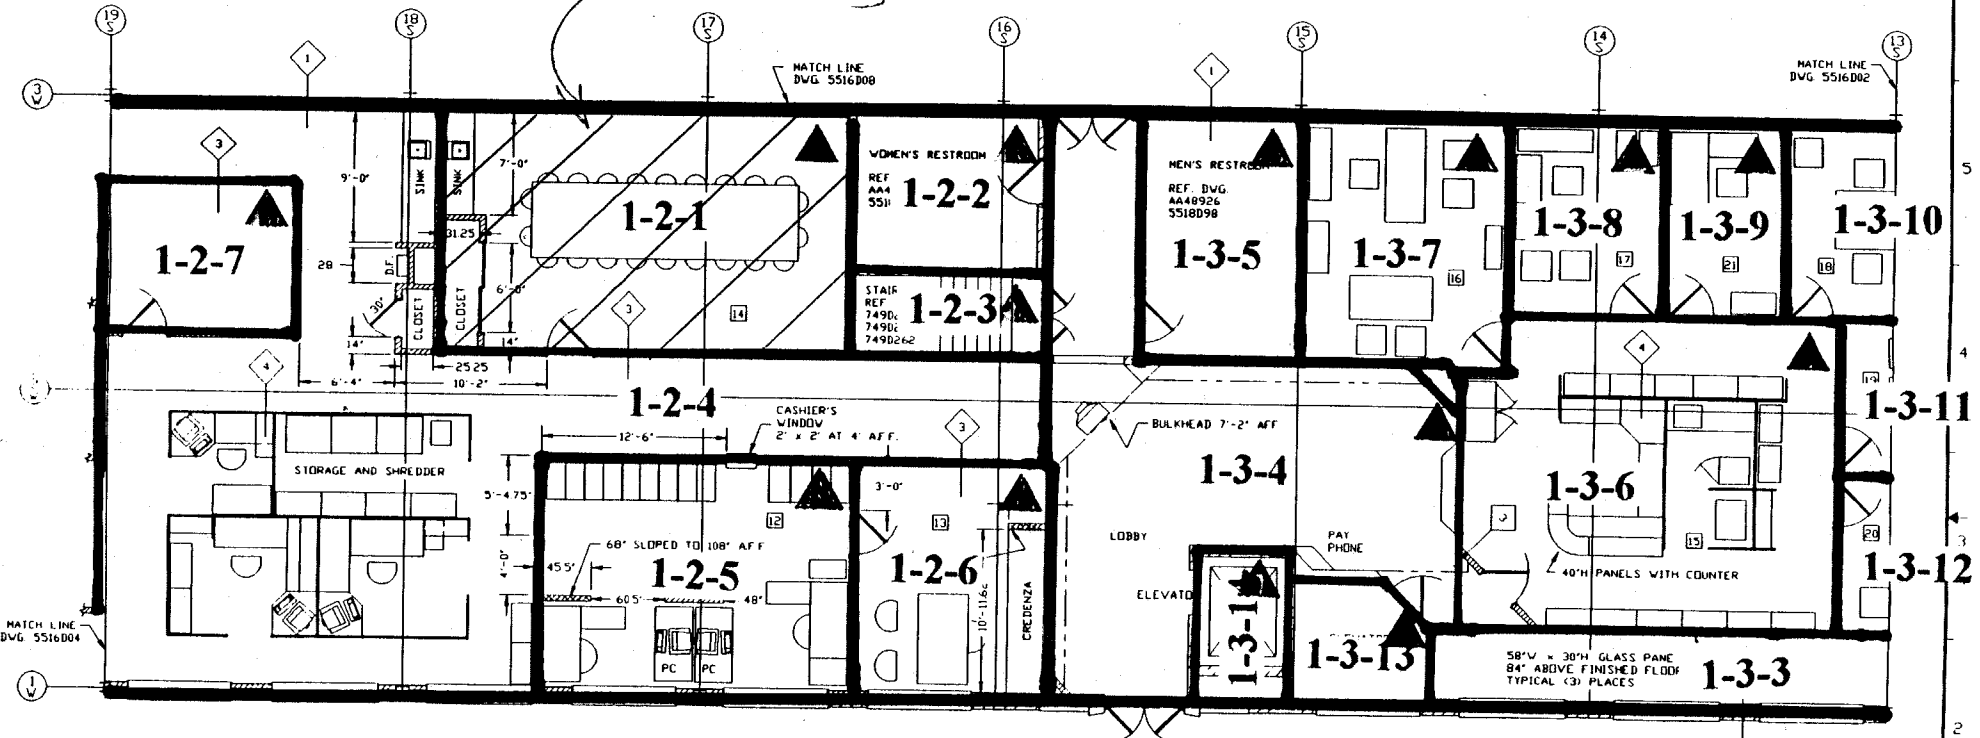 19
S
18
S
17
S
16
S
15
S
14
S
13
S
3
W
1
MATCH LINE
DWG 5516D08
1
MATCH LINE
DWG 5516D02
3
9'-0"
SINK
SINK
7'-0"
WOMEN'S RESTROOM
REF
1-2-2
MEN'S RESTROOM
REF. DWG.
AA48926
5518D98
5
1-2-1
1-3-5
1-3-7
1-3-8
1-3-9
1-3-10
1-2-7
31.25
28
D.F.
6'-0"
30"
CLOSET
CLOSET
14"
14"
3
14
STAIR
REF
749D262
1-2-3
16
17
21
18
4
4
4
25.25
6'-4"
10'-2"
1-2-4
CASHIER'S
WINDOW
2' x 2' AT 4' A.F.F.
12'-6"
3
BULKHEAD 7'-2" AFF
19
1-3-11
STORAGE AND SHREDDER
5'-4.75"
3'-0"
1-3-4
1-3-6
12
13
68" SLOPED TO 108" A.F.F
4'-0"
45.5"
1-2-5
60.5"
48"
1-2-6
10'-11.62
CREDENZA
LOBBY
PAY
PHONE
15
40"H PANELS WITH COUNTER
20
3
1-3-12
ELEVATO
1-3-1
1-3-13
MATCH LINE
DWG. 5516D04
PC
PC
58"W x 30"H GLASS PANE
84" ABOVE FINISHED FLOOR
TYPICAL (3) PLACES
1-3-3
1
W
2